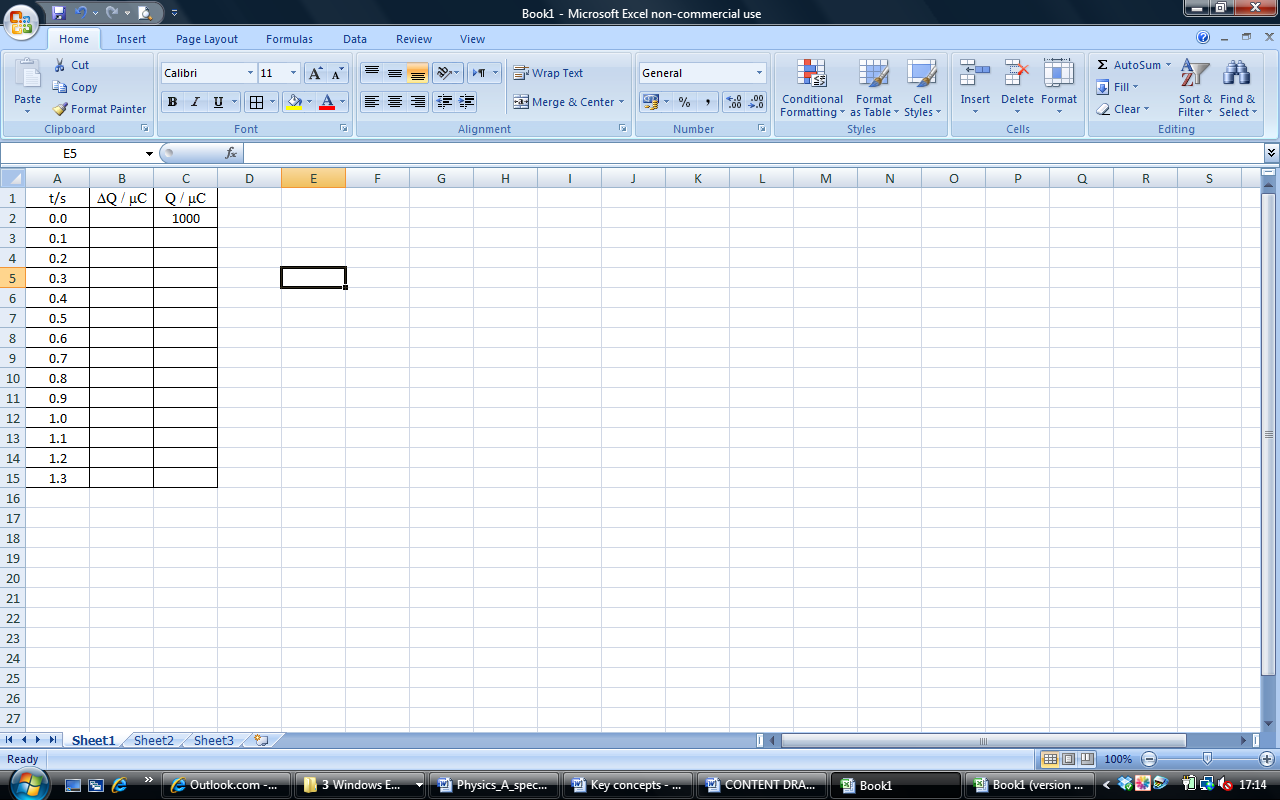 Book1 - Microsoft Excel non-commercial use
Home Insert Page Layout Formulas Data Review View
Paste
Cut
Copy
Format Painter
Clipboard
Calibri 11
B I U
Font
Wrap Text
Merge & Center
Alignment
General
% ,
Number
Conditional Formatting
Format as Table
Cell Styles
Styles
Insert Delete Format
Cells
Σ AutoSum
Fill
Clear
Sort & Filter
Find & Select
Editing
E5 fx
A B C D E F G H I J K L M N O P Q R S
1 t/s ΔQ / μC Q / μC
2 0.0 1000
3 0.1
4 0.2
5 0.3
6 0.4
7 0.5
8 0.6
9 0.7
10 0.8
11 0.9
12 1.0
13 1.1
14 1.2
15 1.3
16
17
18
19
20
21
22
23
24
25
26
27
Sheet1 Sheet2 Sheet3
Ready 100%
Outlook.com -... 3 Windows E... Physics_A_spec... Key concepts - ... CONTENT DRA... Book1 Book1 (version ... 17:14